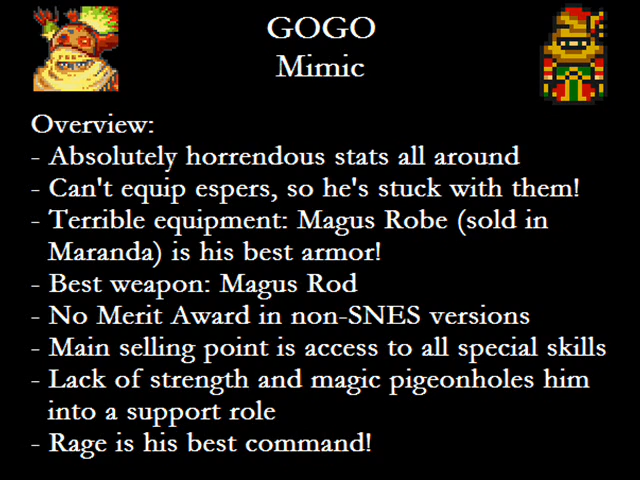 GOGO
Mimic
Overview:
- Absolutely horrendous stats all around
- Can't equip espers, so he's stuck with them!
- Terrible equipment: Magus Robe (sold in
Maranda) is his best armor!
- Best weapon: Magus Rod
- No Merit Award in non-SNES versions
- Main selling point is access to all special skills
- Lack of strength and magic pigeonholes him
into a support role
- Rage is his best command!